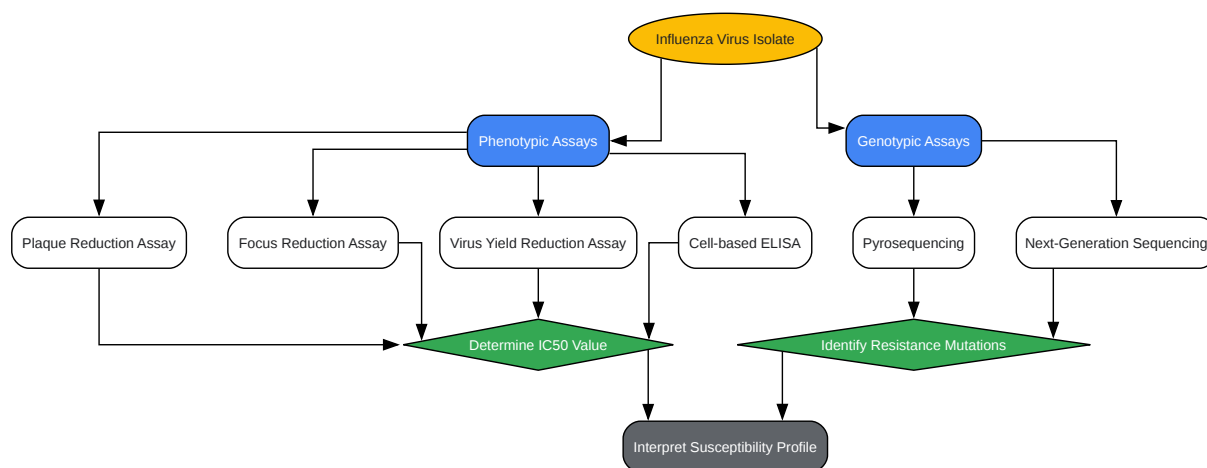 Influenza Virus Isolate
Phenotypic Assays
Genotypic Assays
Plaque Reduction Assay
Focus Reduction Assay
Virus Yield Reduction Assay
Cell-based ELISA
Pyrosequencing
Next-Generation Sequencing
Determine IC50 Value
Identify Resistance Mutations
Interpret Susceptibility Profile